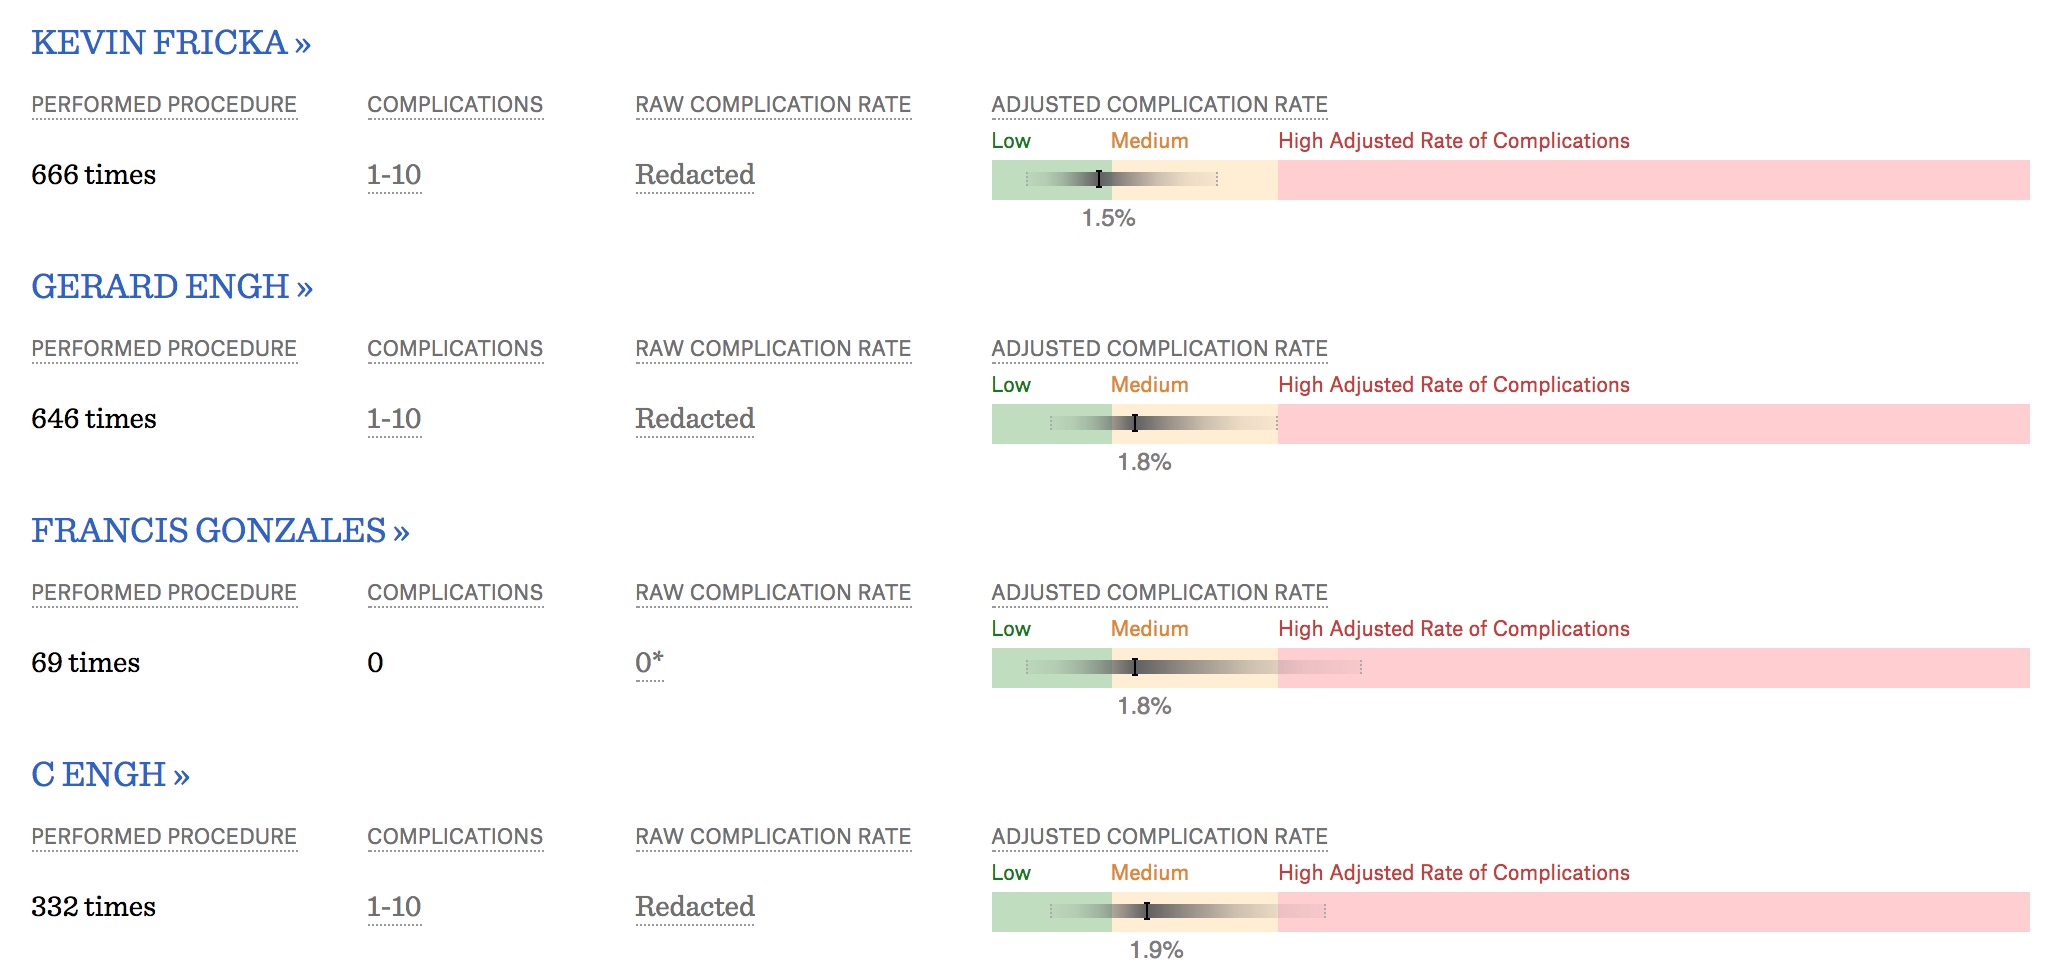 KEVIN FRICKA »
PERFORMED PROCEDURE COMPLICATIONS RAW COMPLICATION RATE ADJUSTED COMPLICATION RATE
Low Medium High Adjusted Rate of Complications
666 times 1-10 Redacted
1.5%
GERARD ENGH »
PERFORMED PROCEDURE COMPLICATIONS RAW COMPLICATION RATE ADJUSTED COMPLICATION RATE
Low Medium High Adjusted Rate of Complications
646 times 1-10 Redacted
1.8%
FRANCIS GONZALES »
PERFORMED PROCEDURE COMPLICATIONS RAW COMPLICATION RATE ADJUSTED COMPLICATION RATE
Low Medium High Adjusted Rate of Complications
69 times 0 0*
1.8%
C ENGH »
PERFORMED PROCEDURE COMPLICATIONS RAW COMPLICATION RATE ADJUSTED COMPLICATION RATE
Low Medium High Adjusted Rate of Complications
332 times 1-10 Redacted
1.9%